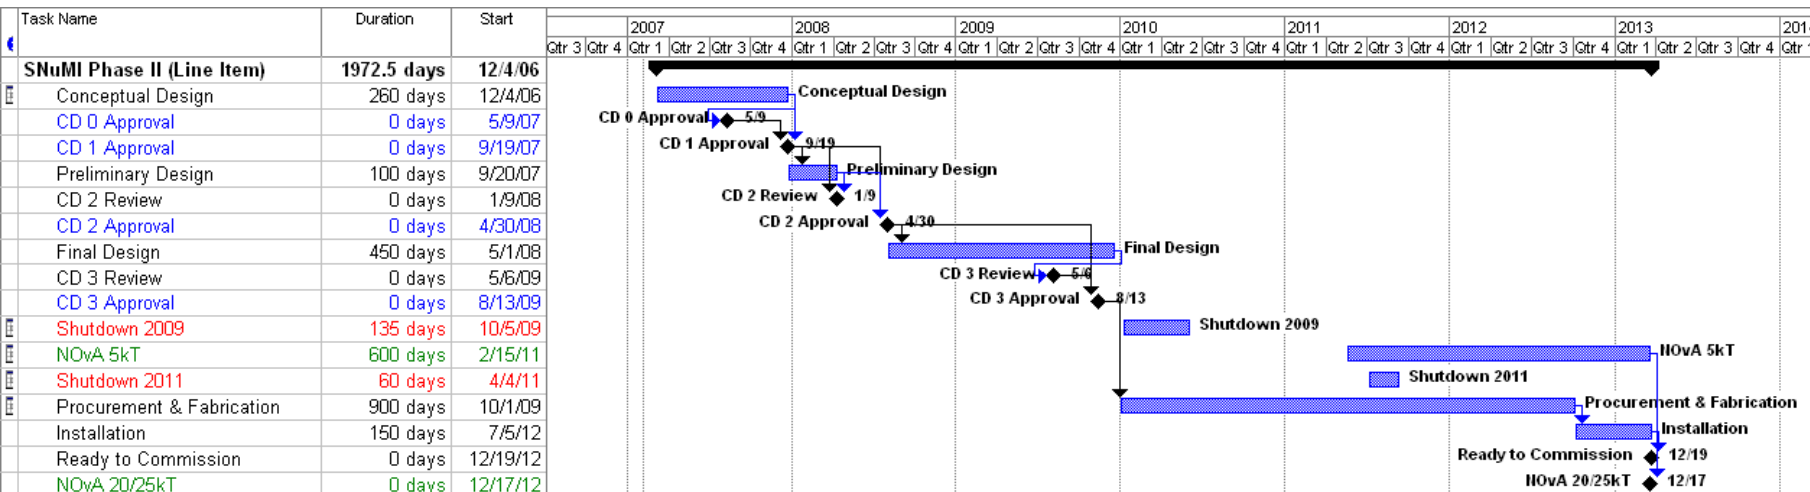 Task Name Duration Start
2007 2008 2009 2010 2011 2012 2013 201
Qtr 3 Qtr 4 Qtr 1 Qtr 2 Qtr 3 Qtr 4 Qtr 1 Qtr 2 Qtr 3 Qtr 4 Qtr 1 Qtr 2 Qtr 3 Qtr 4 Qtr 1 Qtr 2 Qtr 3 Qtr 4 Qtr 1 Qtr 2 Qtr 3 Qtr 4 Qtr 1 Qtr 2 Qtr 3 Qtr 4 Qtr 1 Qtr 2 Qtr 3 Qtr 4 Qtr 1
SNuMI Phase II (Line Item) 1972.5 days 12/4/06
Conceptual Design 260 days 12/4/06 Conceptual Design
CD 0 Approval 0 days 5/9/07 CD 0 Approval 5/9
CD 1 Approval 0 days 9/19/07 CD 1 Approval 9/19
Preliminary Design 100 days 9/20/07 Preliminary Design
CD 2 Review 0 days 1/9/08 CD 2 Review 1/9
CD 2 Approval 0 days 4/30/08 CD 2 Approval 4/30
Final Design 450 days 5/1/08 Final Design
CD 3 Review 0 days 5/6/09 CD 3 Review 5/6
CD 3 Approval 0 days 8/13/09 CD 3 Approval 8/13
Shutdown 2009 135 days 10/5/09 Shutdown 2009
NOvA 5kT 600 days 2/15/11 NOvA 5kT
Shutdown 2011 60 days 4/4/11 Shutdown 2011
Procurement & Fabrication 900 days 10/1/09 Procurement & Fabrication
Installation 150 days 7/5/12 Installation
Ready to Commission 0 days 12/19/12 Ready to Commission 12/19
NOvA 20/25kT 0 days 12/17/12 NOvA 20/25kT 12/17